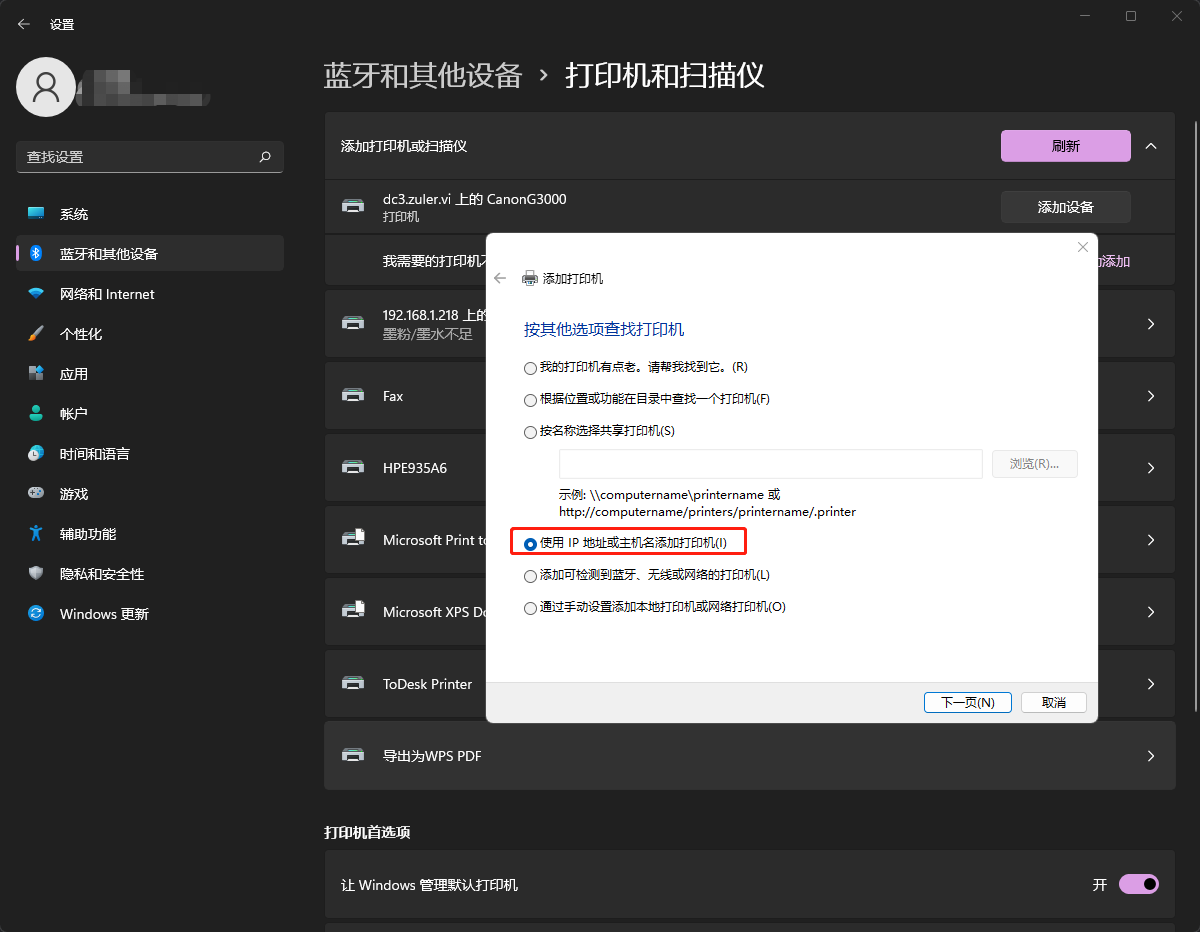 设置
查找设置
系统
蓝牙和其他设备
网络和 Internet
个性化
应用
帐户
时间和语言
游戏
辅助功能
隐私和安全性
Windows 更新
蓝牙和其他设备 › 打印机和扫描仪
添加打印机或扫描仪
刷新
dc3.zuler.vi 上的 CanonG3000
打印机
添加设备
我需要的打印机
添加
192.168.1.218 上的
墨粉/墨水不足
Fax
HPE935A6
Microsoft Print to
Microsoft XPS Do
ToDesk Printer
导出为WPS PDF
打印机首选项
让 Windows 管理默认打印机
开
添加打印机
按其他选项查找打印机
我的打印机有点老。请帮我找到它。(R)
根据位置或功能在目录中查找一个打印机(F)
按名称选择共享打印机(S)
浏览(R)...
示例: \\computername\printername 或
http://computername/printers/printername/.printer
使用 IP 地址或主机名添加打印机(I)
添加可检测到蓝牙、无线或网络的打印机(L)
通过手动设置添加本地打印机或网络打印机(O)
下一页(N)
取消